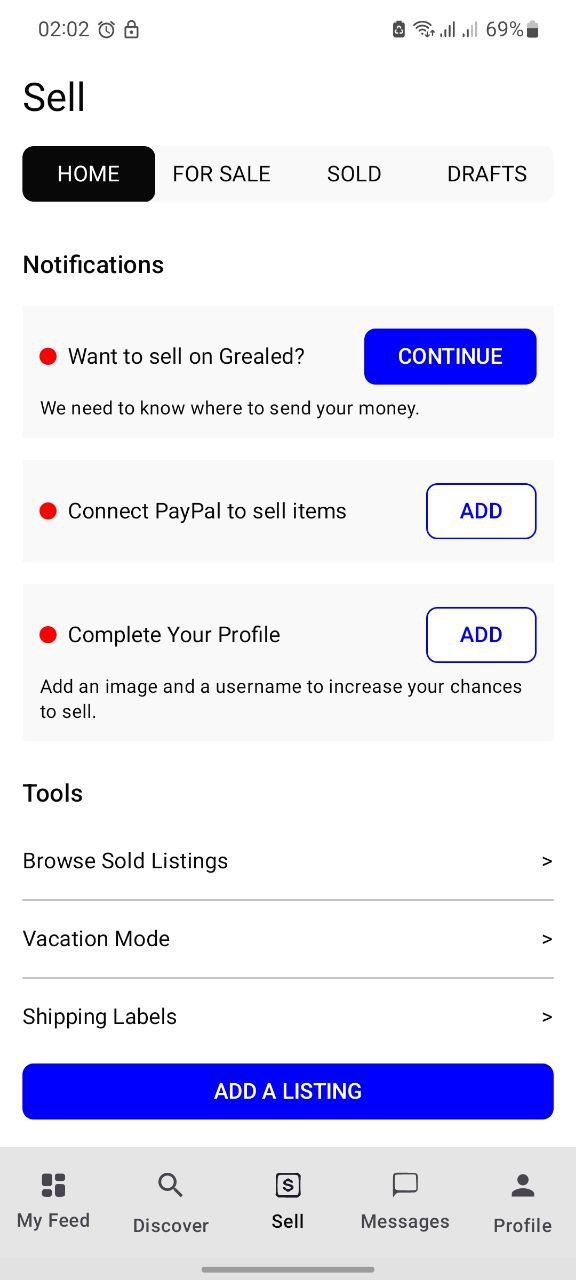 02:02 69%
Sell
HOME FOR SALE SOLD DRAFTS
Notifications
Want to sell on Grealed? CONTINUE
We need to know where to send your money.
Connect PayPal to sell items ADD
Complete Your Profile ADD
Add an image and a username to increase your chances
to sell.
Tools
Browse Sold Listings >
Vacation Mode >
Shipping Labels >
ADD A LISTING
My Feed Discover Sell Messages Profile